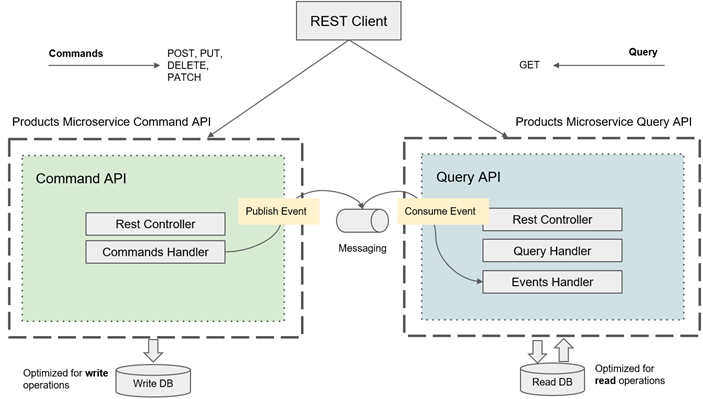 REST Client
Commands
POST, PUT,
DELETE,
PATCH
Query
GET
Products Microservice Command API
Products Microservice Query API
Command API
Query API
Publish Event
Consume Event
Rest Controller
Commands Handler
Messaging
Rest Controller
Query Handler
Events Handler
Optimized for write
operations
Write DB
Read DB
Optimized for
read operations